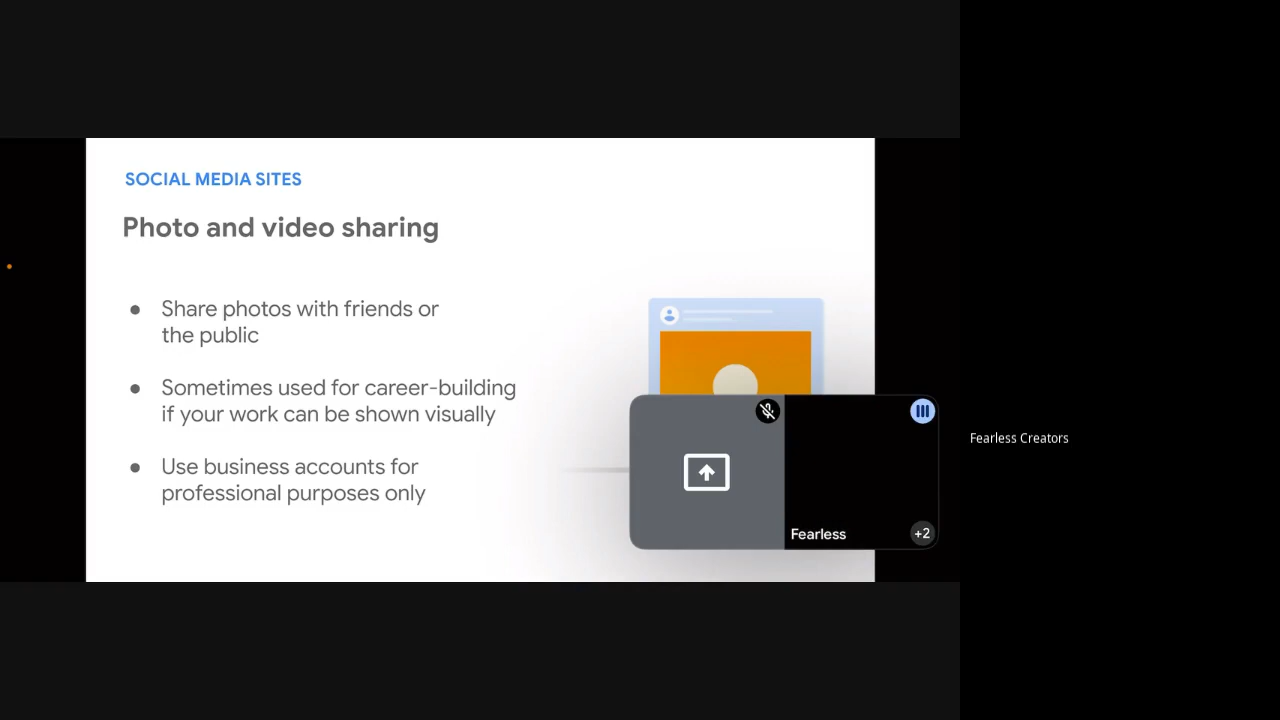 SOCIAL MEDIA SITES
Photo and video sharing
● Share photos with friends or
the public
● Sometimes used for career-building
if your work can be shown visually
● Use business accounts for
professional purposes only
Fearless
+2
Fearless Creators